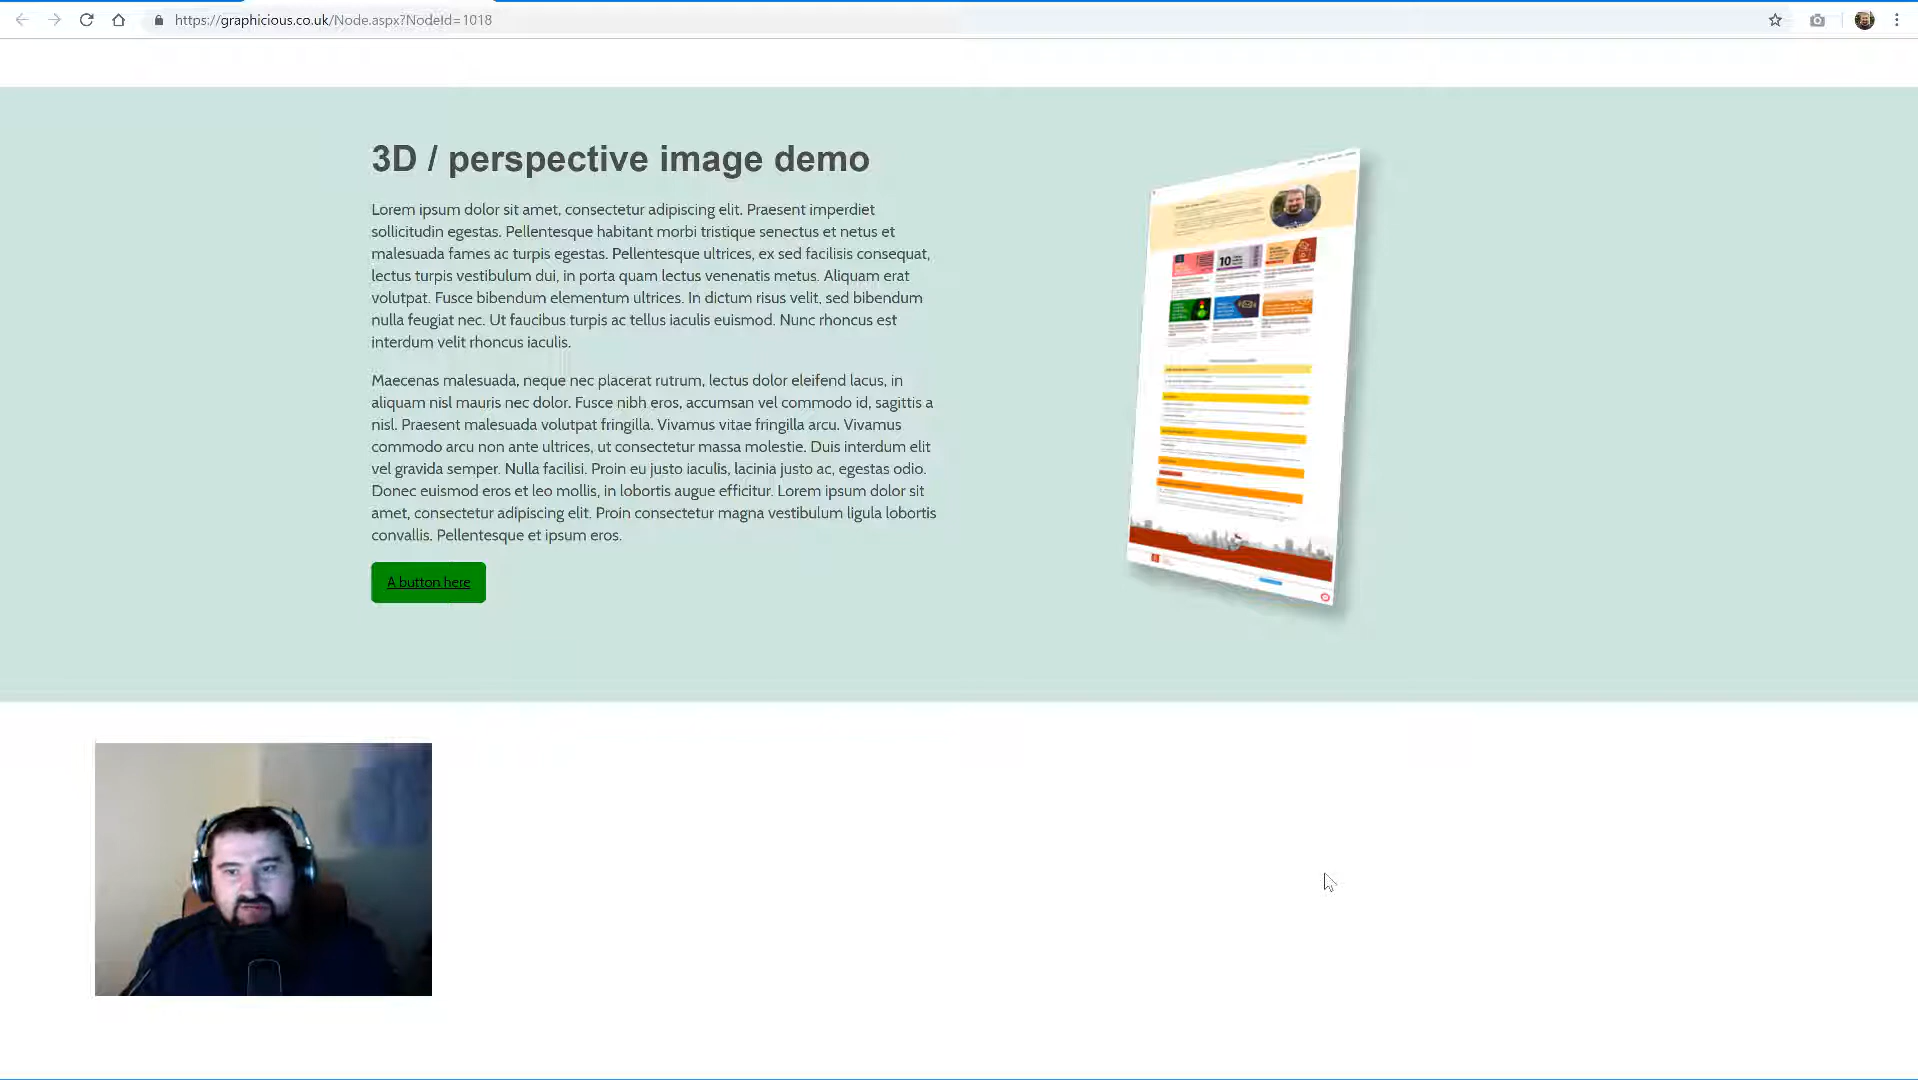 https://graphicious.co.uk/Node.aspx?NodeId=1018
3D / perspective image demo
Lorem ipsum dolor sit amet, consectetur adipiscing elit. Praesent imperdiet
sollicitudin egestas. Pellentesque habitant morbi tristique senectus et netus et
malesuada fames ac turpis egestas. Pellentesque ultrices, ex sed facilisis consequat,
lectus turpis vestibulum dui, in porta quam lectus venenatis metus. Aliquam erat
volutpat. Fusce bibendum elementum ultrices. In dictum risus velit, sed bibendum
nulla feugiat nec. Ut faucibus turpis ac tellus iaculis euismod. Nunc rhoncus est
interdum velit rhoncus iaculis.
Maecenas malesuada, neque nec placerat rutrum, lectus dolor eleifend lacus, in
aliquam nisl mauris nec dolor. Fusce nibh eros, accumsan vel commodo id, sagittis a
nisl. Praesent malesuada volutpat fringilla. Vivamus vitae fringilla arcu. Vivamus
commodo arcu non ante ultrices, ut consectetur massa molestie. Duis interdum elit
vel gravida semper. Nulla facilisi. Proin eu justo iaculis, lacinia justo ac, egestas odio.
Donec euismod eros et leo mollis, in lobortis augue efficitur. Lorem ipsum dolor sit
amet, consectetur adipiscing elit. Proin consectetur magna vestibulum ligula lobortis
convallis. Pellentesque et ipsum eros.
A button here
10